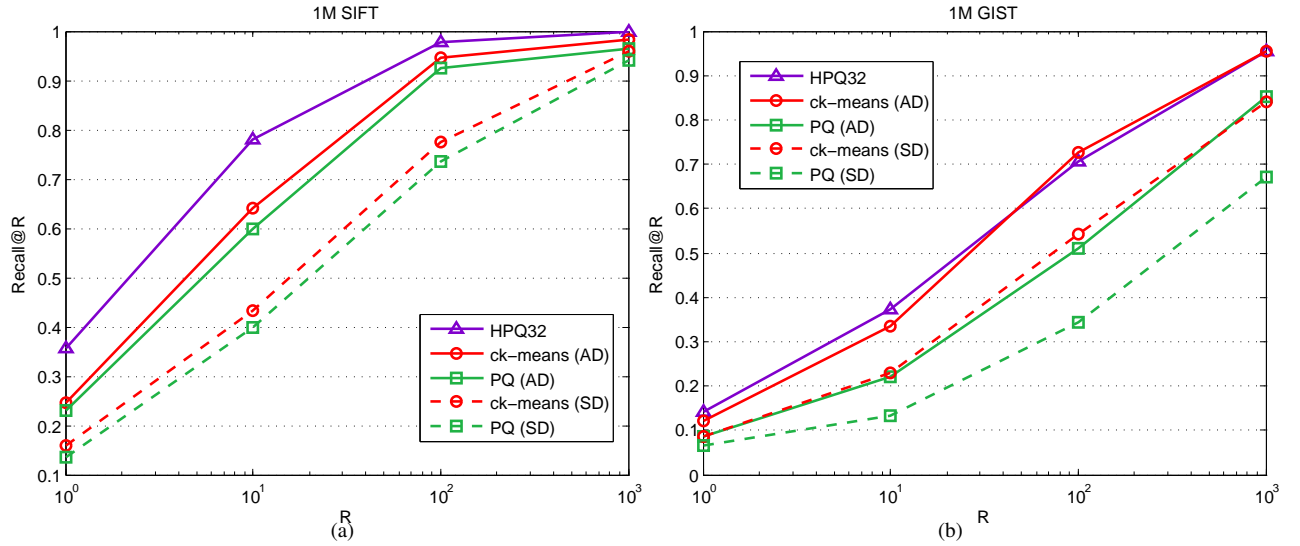 1M SIFT
Recall@R
1
0.9
0.8
0.7
0.6
0.5
0.4
0.3
0.2
0.1
HPQ32
ck−means (AD)
PQ (AD)
ck−means (SD)
PQ (SD)
10^0
10^1
10^2
10^3
R
(a)
1M GIST
Recall@R
1
0.9
0.8
0.7
0.6
0.5
0.4
0.3
0.2
0.1
0
HPQ32
ck−means (AD)
PQ (AD)
ck−means (SD)
PQ (SD)
10^0
10^1
10^2
10^3
R
(b)